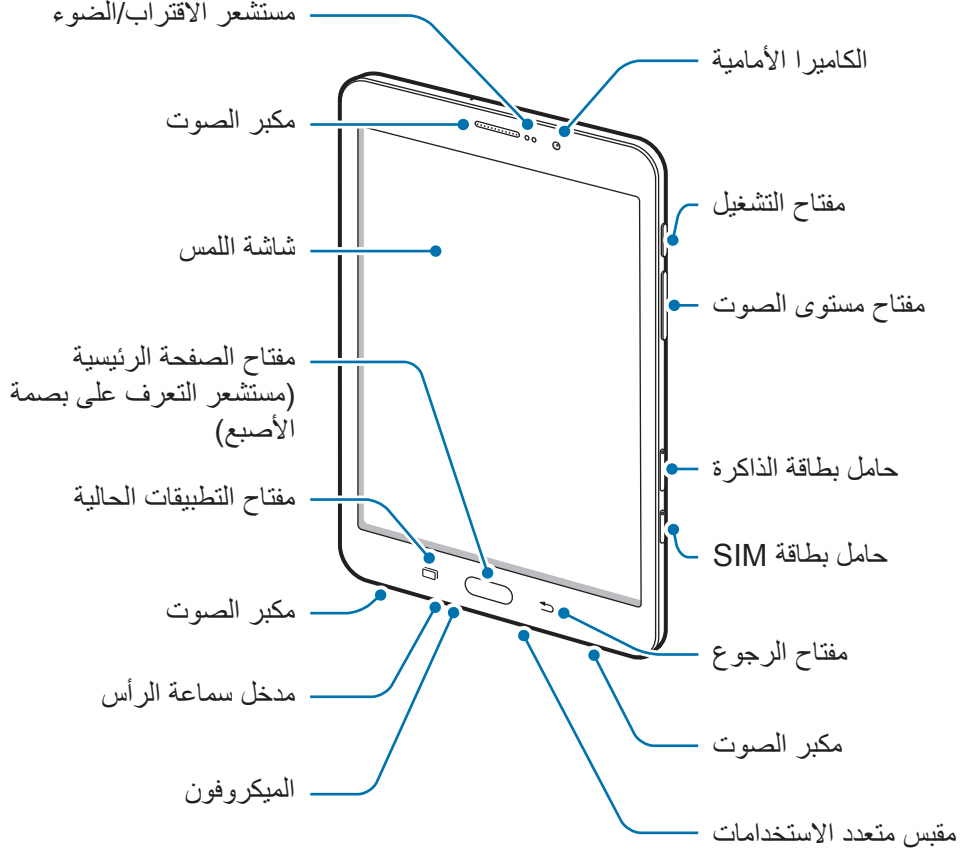 مستشعر الاقتراب/الضوء
الكاميرا الأمامية
مكبر الصوت
مفتاح التشغيل
شاشة اللمس
مفتاح مستوى الصوت
مفتاح الصفحة الرئيسية
(مستشعر التعرف على بصمة
الأصبع)
حامل بطاقة الذاكرة
مفتاح التطبيقات الحالية
حامل بطاقة SIM
مكبر الصوت
مفتاح الرجوع
مدخل سماعة الرأس
مكبر الصوت
الميكروفون
مقبس متعدد الاستخدامات